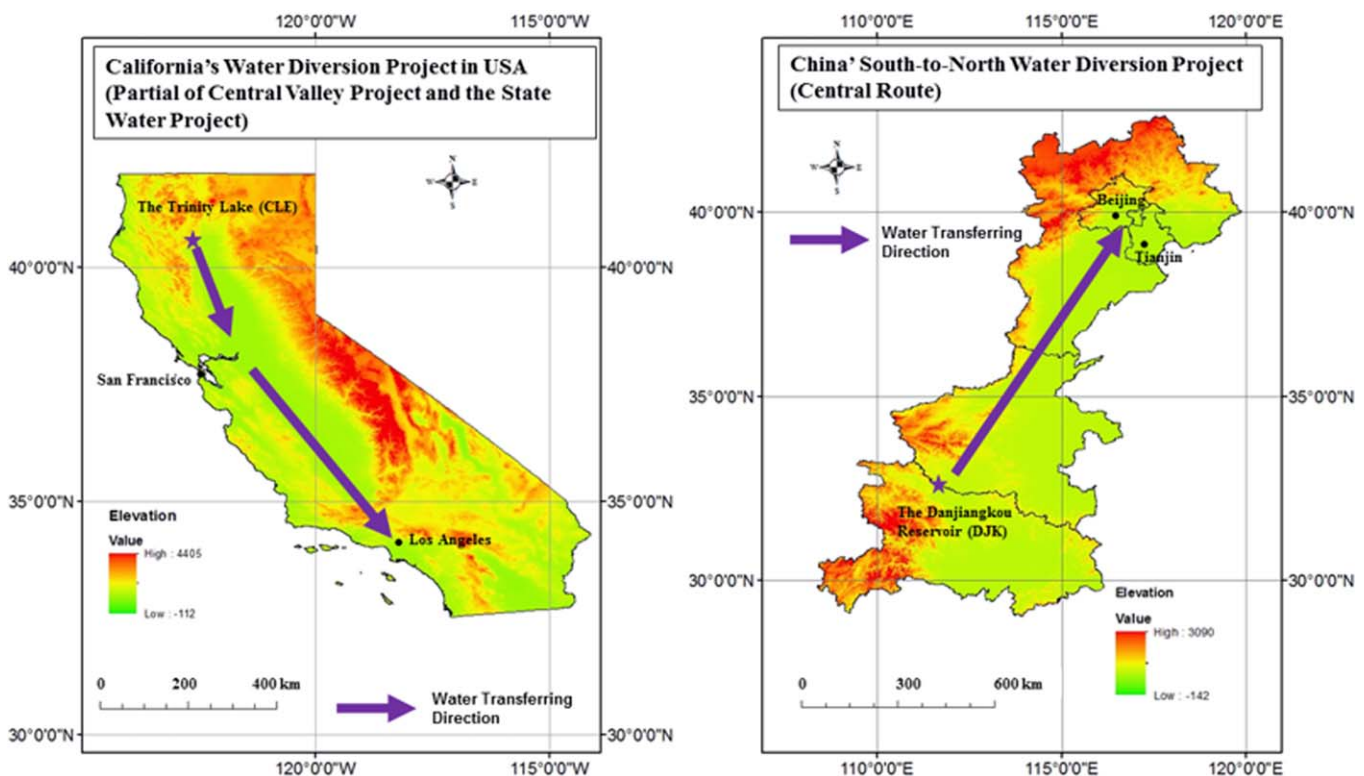 120°0'0"W 115°0'0"W
California's Water Diversion Project in USA
(Partial of Central Valley Project and the State
Water Project)
N
W E
S
The Trinity Lake (CLE)
40°0'0"N 40°0'0"N
San Francisco
35°0'0"N 35°0'0"N
Los Angeles
Elevation
Value
High : 4405
Low : -112
0 200 400 km
Water Transferring
Direction
30°0'0"N 30°0'0"N
120°0'0"W 115°0'0"W
110°0'0"E 115°0'0"E 120°0'0"E
China' South-to-North Water Diversion Project
(Central Route)
N
W E
S
Beijing
40°0'0"N 40°0'0"N
Water Transferring
Direction
Tianjin
35°0'0"N 35°0'0"N
The Danjiangkou
Reservoir (DJK)
30°0'0"N 30°0'0"N
Elevation
Value
High : 3090
Low : -142
0 300 600 km
110°0'0"E 115°0'0"E 120°0'0"E